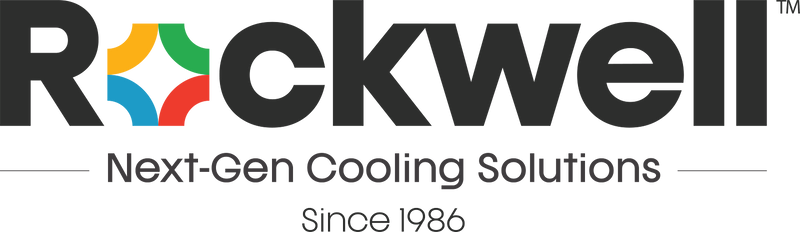 Rockwell™
Next-Gen Cooling Solutions
Since 1986